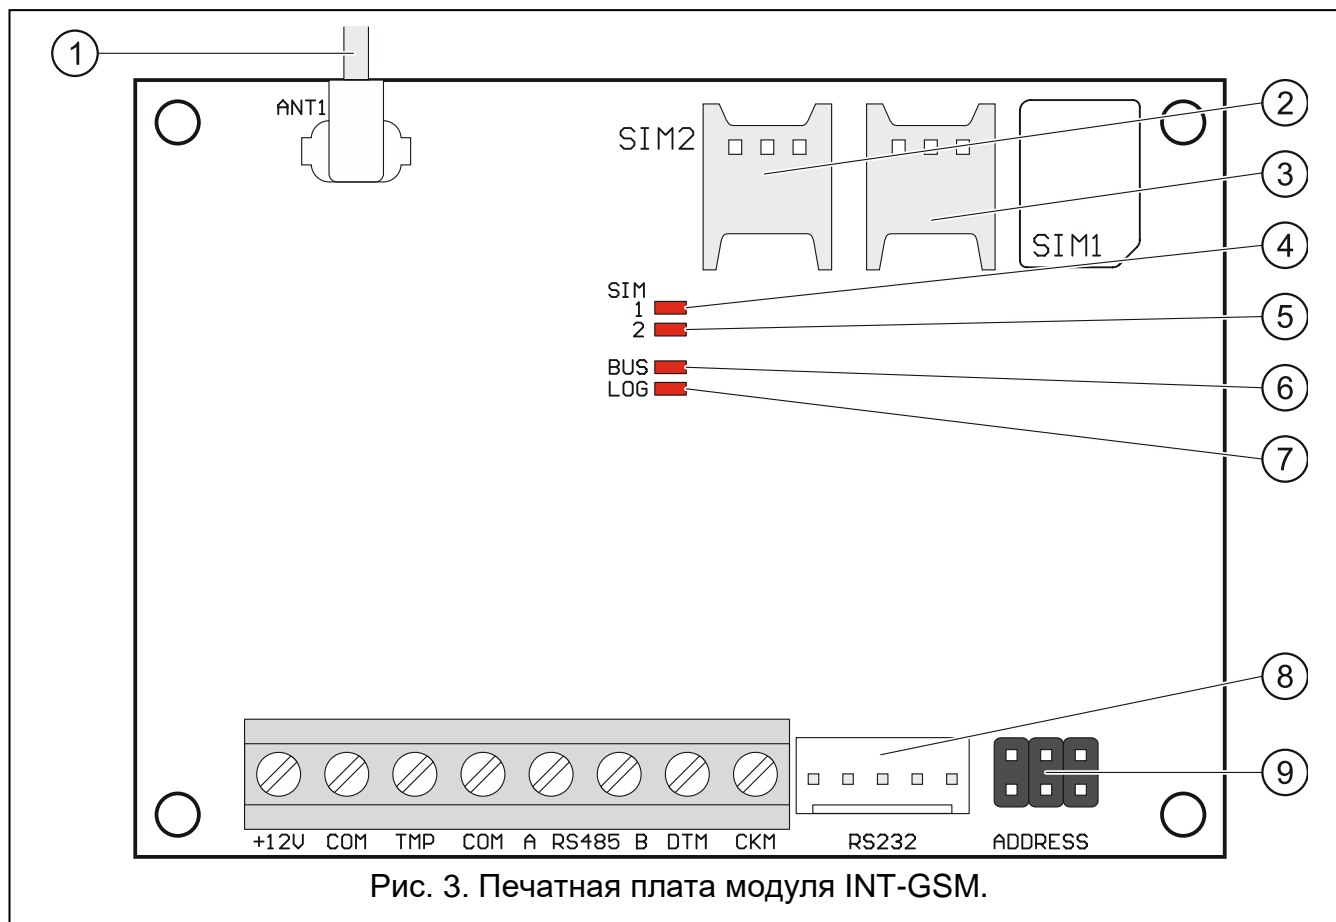 1
ANT1
2
SIM2
3
SIM1
4
SIM
1
2
5
BUS
6
LOG
7
8
9
+12V COM TMP COM A RS485 B DTM CKM RS232 ADDRESS
Рис. 3. Печатная плата модуля INT-GSM.